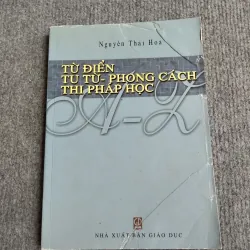 Nguyễn Thái Hoà
TỪ ĐIỂN
TU TỪ - PHONG CÁCH
THI PHÁP HỌC
A-Z
NHÀ XUẤT BẢN GIÁO DỤC